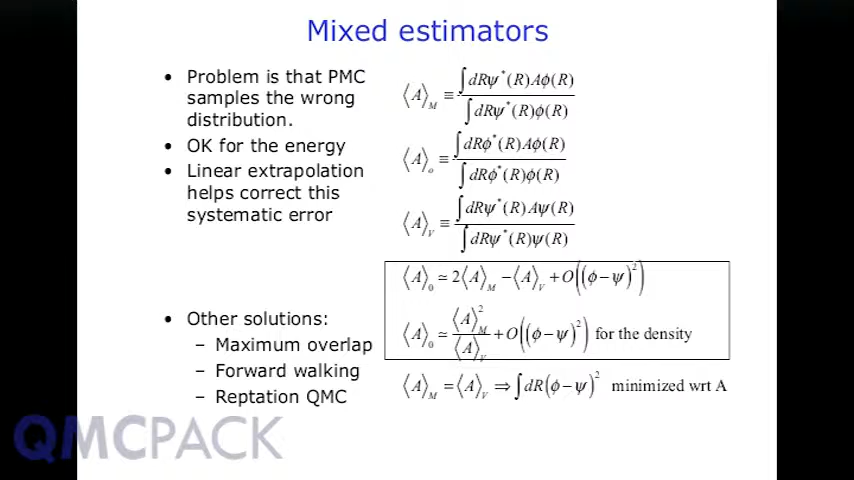 Mixed estimators
• Problem is that PMC
samples the wrong
distribution.
• OK for the energy
• Linear extrapolation
helps correct this
systematic error
• Other solutions:
– Maximum overlap
– Forward walking
– Reptation QMC
⟨A⟩_M ≡ ∫dRψ*(R)Aϕ(R) / ∫dRψ*(R)ϕ(R)
⟨A⟩_o ≡ ∫dRϕ*(R)Aϕ(R) / ∫dRϕ*(R)ϕ(R)
⟨A⟩_V ≡ ∫dRψ*(R)Aψ(R) / ∫dRψ*(R)ψ(R)
⟨A⟩_0 ≃ 2⟨A⟩_M − ⟨A⟩_V + O((ϕ−ψ)^2)
⟨A⟩_0 ≃ ⟨A⟩_M^2 / ⟨A⟩_V + O((ϕ−ψ)^2) for the density
⟨A⟩_M = ⟨A⟩_V ⇒ ∫dR(ϕ−ψ)^2 minimized wrt A
QMCPACK